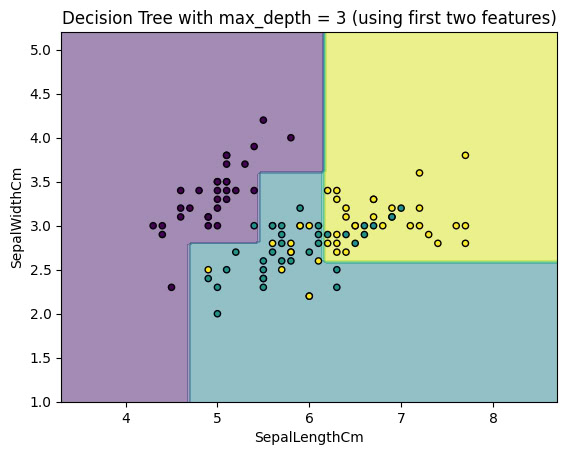 Decision Tree with max_depth = 3 (using first two features)
5.0
4.5
4.0
3.5
3.0
2.5
2.0
1.5
1.0
SepalWidthCm
4 5 6 7 8
SepalLengthCm